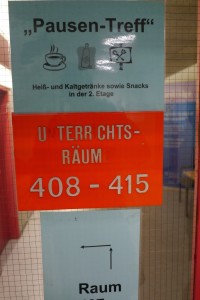 „Pausen-Treff“
Heiß- und Kaltgetränke sowie Snacks
in der 2. Etage
U TERR CHTS-
RÄUM
408 - 415
Raum